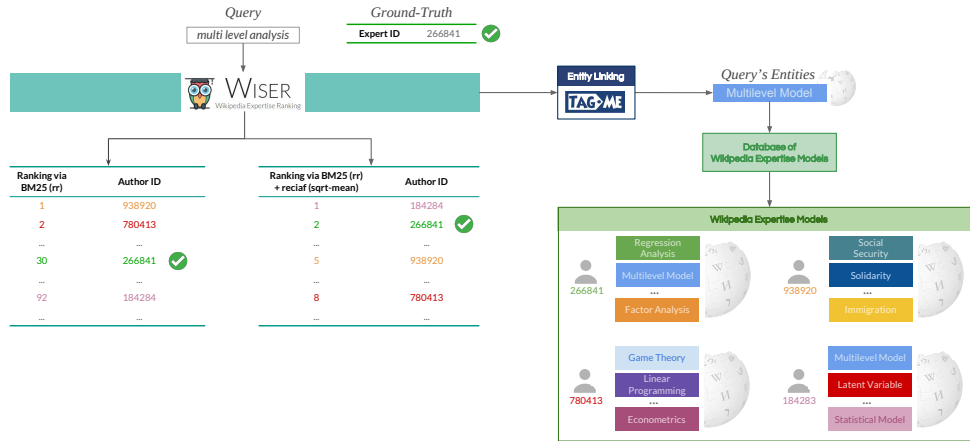 Query
multi level analysis
Ground-Truth
Expert ID 266841
WISER
Wikipedia Expertise Ranking
Entity Linking
TAGME
Query's Entities
Multilevel Model
Database of
Wikipedia Expertise Models
Ranking via
BM25 (rr)
Author ID
1 938920
2 780413
... ...
30 266841
... ...
92 184284
... ...
Ranking via BM25 (rr)
+ reciaf (sqrt-mean)
Author ID
1 184284
2 266841
... ...
5 938920
... ...
8 780413
... ...
Wikipedia Expertise Models
266841
Regression
Analysis
Multilevel Model
...
Factor Analysis
938920
Social
Security
Solidarity
...
Immigration
780413
Game Theory
Linear
Programming
...
Econometrics
184283
Multilevel Model
Latent Variable
...
Statistical Model